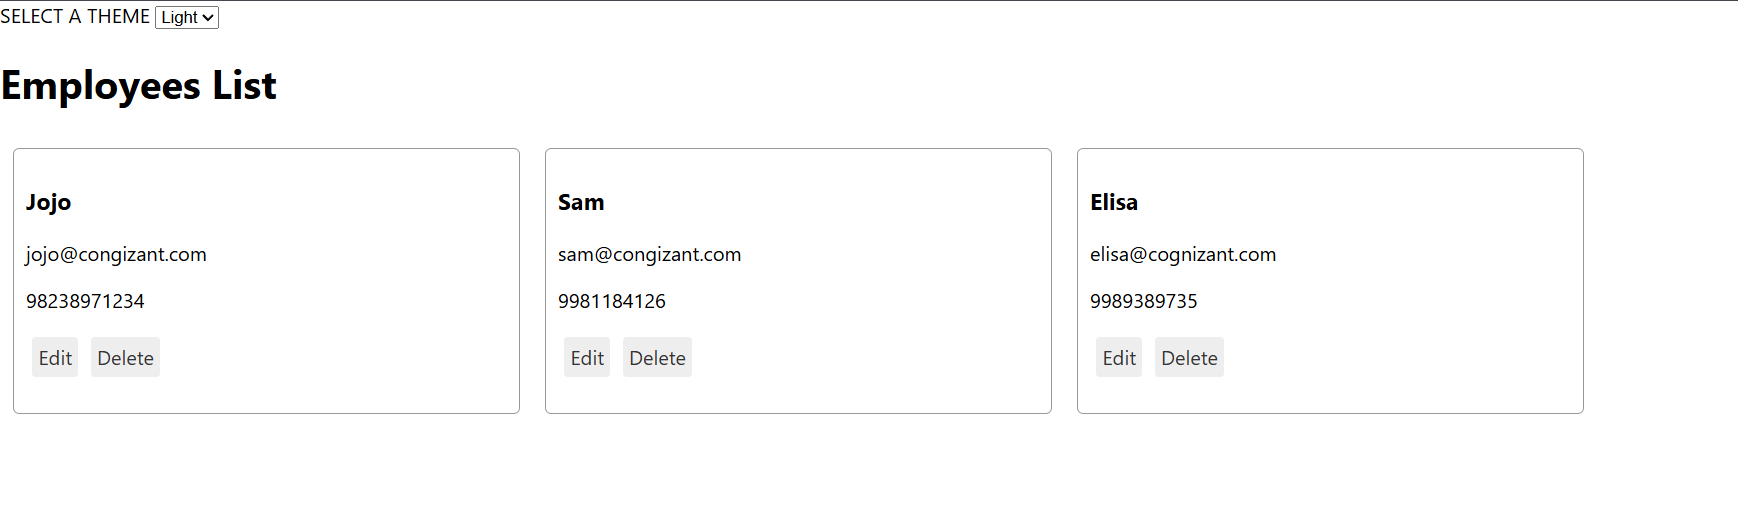 SELECT A THEME Light
Employees List
Jojo
jojo@congizant.com
98238971234
Edit Delete
Sam
sam@congizant.com
9981184126
Edit Delete
Elisa
elisa@cognizant.com
9989389735
Edit Delete